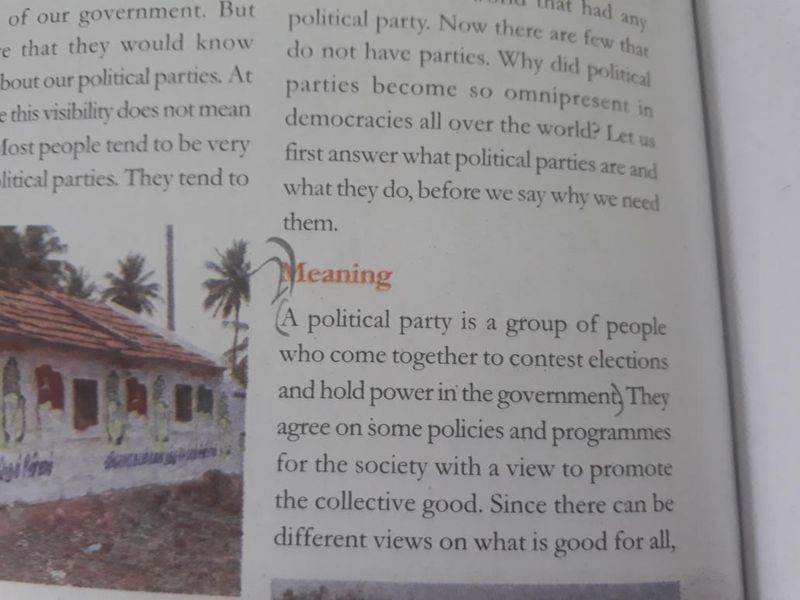 of our government. But
that they would know
our political parties. At
this visibility does not mean
Most people tend to be very
parties. They tend to
that had any
political party. Now there are few that
do not have parties. Why did political
parties become so omnipresent in
democracies all over the world? Let us
first answer what political parties are and
what they do, before we say why we need
them.
Meaning
A political party is a group of people
who come together to contest elections
and hold power in the government. They
agree on some policies and programmes
for the society with a view to promote
the collective good. Since there can be
different views on what is good for all,